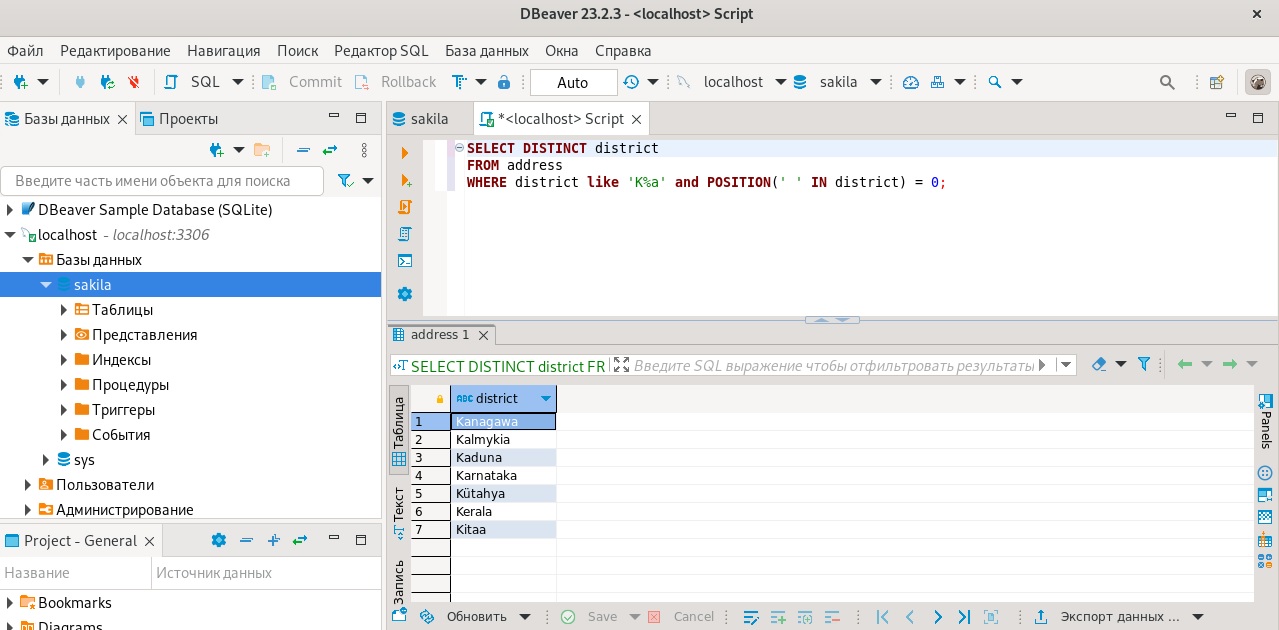 DBeaver 23.2.3 - <localhost> Script
Файл Редактирование Навигация Поиск Редактор SQL База данных Окна Справка
SQL Commit Rollback Auto localhost sakila
Базы данных Проекты
Введите часть имени объекта для поиска
DBeaver Sample Database (SQLite)
localhost - localhost:3306
Базы данных
sakila
Таблицы
Представления
Индексы
Процедуры
Триггеры
События
sys
Пользователи
Администрирование
Project - General
Название Источник данных
Bookmarks
Diagrams
sakila *<localhost> Script
SELECT DISTINCT district
FROM address
WHERE district like 'K%a' and POSITION(' ' IN district) = 0;
address 1
SELECT DISTINCT district FR Введите SQL выражение чтобы отфильтровать результаты
Таблица
Текст
Запись
ABC district
1 Kanagawa
2 Kalmykia
3 Kaduna
4 Karnataka
5 Kütahya
6 Kerala
7 Kitaa
Panels
Обновить Save Cancel Экспорт данных ...